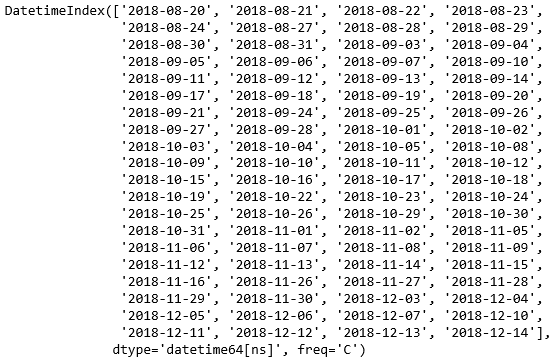 DatetimeIndex(['2018-08-20', '2018-08-21', '2018-08-22', '2018-08-23',
'2018-08-24', '2018-08-27', '2018-08-28', '2018-08-29',
'2018-08-30', '2018-08-31', '2018-09-03', '2018-09-04',
'2018-09-05', '2018-09-06', '2018-09-07', '2018-09-10',
'2018-09-11', '2018-09-12', '2018-09-13', '2018-09-14',
'2018-09-17', '2018-09-18', '2018-09-19', '2018-09-20',
'2018-09-21', '2018-09-24', '2018-09-25', '2018-09-26',
'2018-09-27', '2018-09-28', '2018-10-01', '2018-10-02',
'2018-10-03', '2018-10-04', '2018-10-05', '2018-10-08',
'2018-10-09', '2018-10-10', '2018-10-11', '2018-10-12',
'2018-10-15', '2018-10-16', '2018-10-17', '2018-10-18',
'2018-10-19', '2018-10-22', '2018-10-23', '2018-10-24',
'2018-10-25', '2018-10-26', '2018-10-29', '2018-10-30',
'2018-10-31', '2018-11-01', '2018-11-02', '2018-11-05',
'2018-11-06', '2018-11-07', '2018-11-08', '2018-11-09',
'2018-11-12', '2018-11-13', '2018-11-14', '2018-11-15',
'2018-11-16', '2018-11-26', '2018-11-27', '2018-11-28',
'2018-11-29', '2018-11-30', '2018-12-03', '2018-12-04',
'2018-12-05', '2018-12-06', '2018-12-07', '2018-12-10',
'2018-12-11', '2018-12-12', '2018-12-13', '2018-12-14'],
dtype='datetime64[ns]', freq='C')